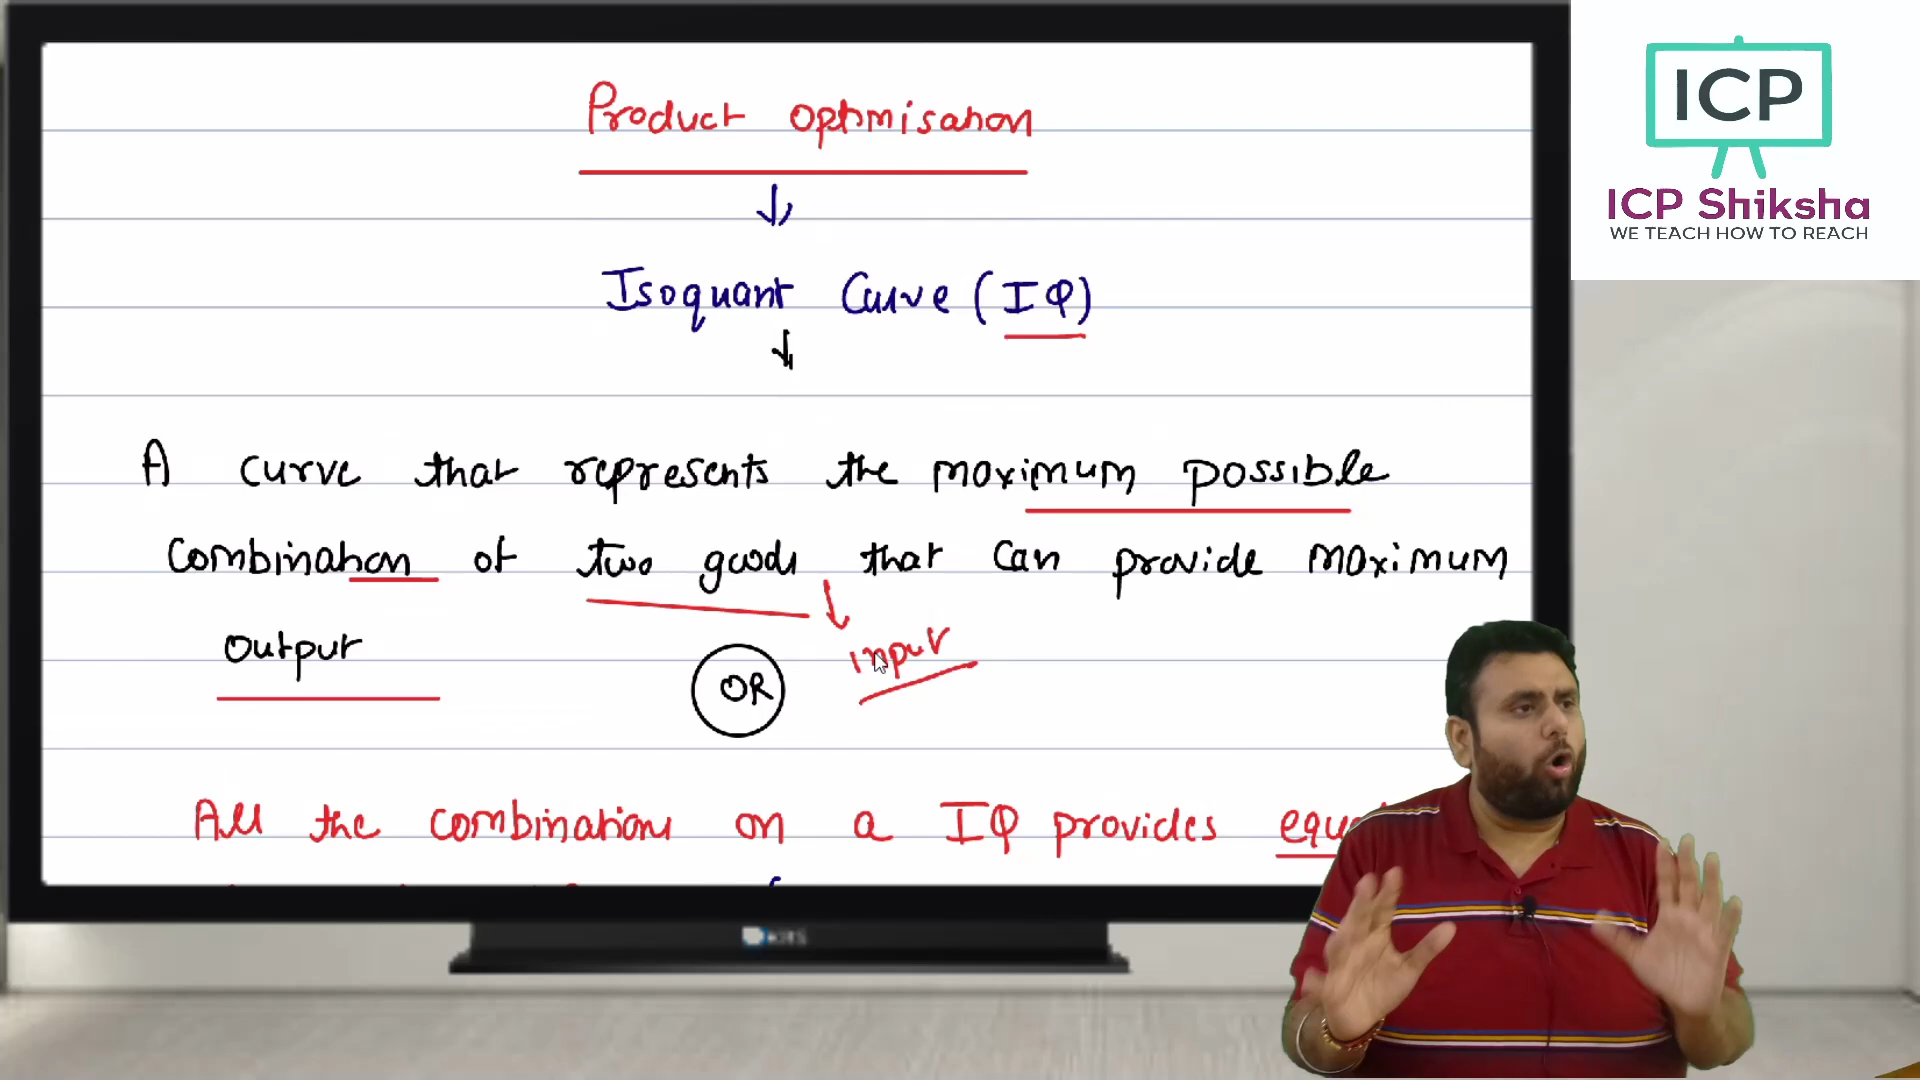 Product optimisation
Isoquant Curve (IQ)
A curve that represents the maximum possible
combination of two goods that can provide maximum
output
input
OR
All the combinations on a IQ provides
ICP
ICP Shiksha
WE TEACH HOW TO REACH